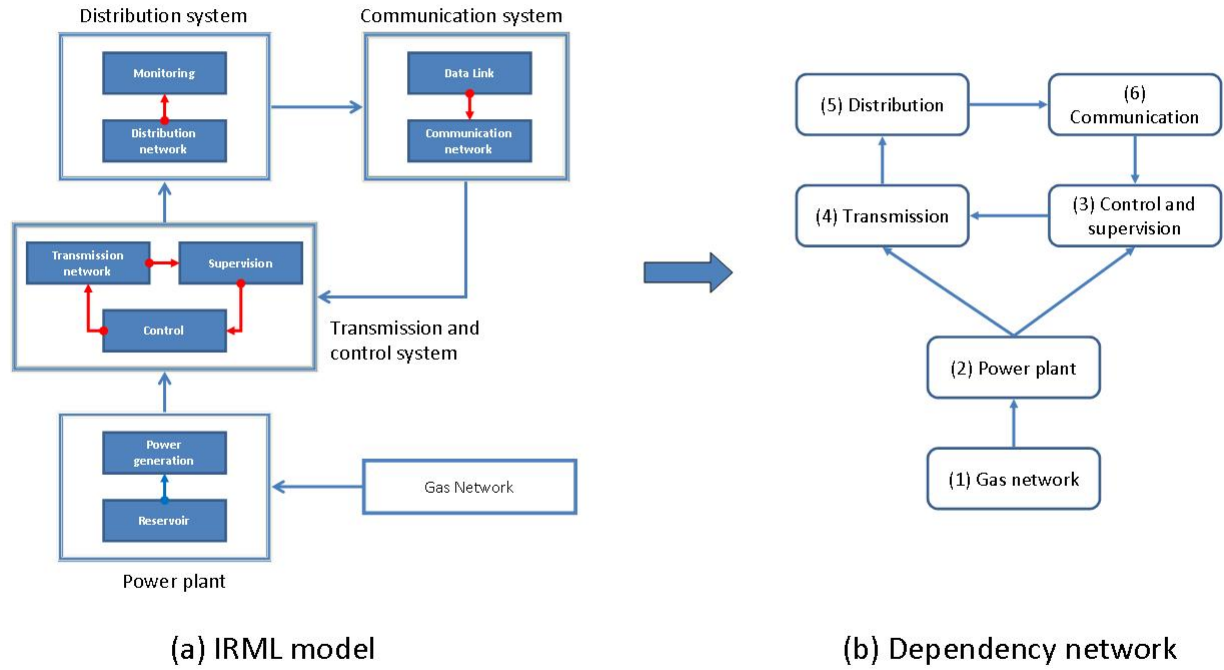 Distribution system
Communication system
Monitoring
Distribution
network
Data Link
Communication
network
Transmission
network
Supervision
Control
Transmission and
control system
Power
generation
Reservoir
Gas Network
Power plant
(a) IRML model
(5) Distribution
(6)
Communication
(4) Transmission
(3) Control and
supervision
(2) Power plant
(1) Gas network
(b) Dependency network